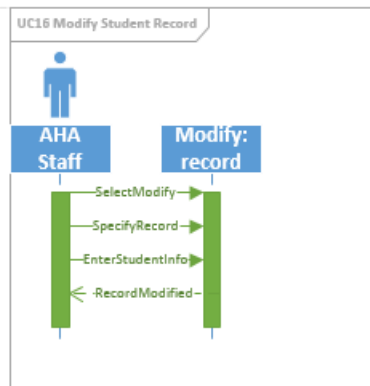 UC16 Modify Student Record
AHA
Staff
Modify:
record
SelectModify
SpecifyRecord
EnterStudentInfo
RecordModified